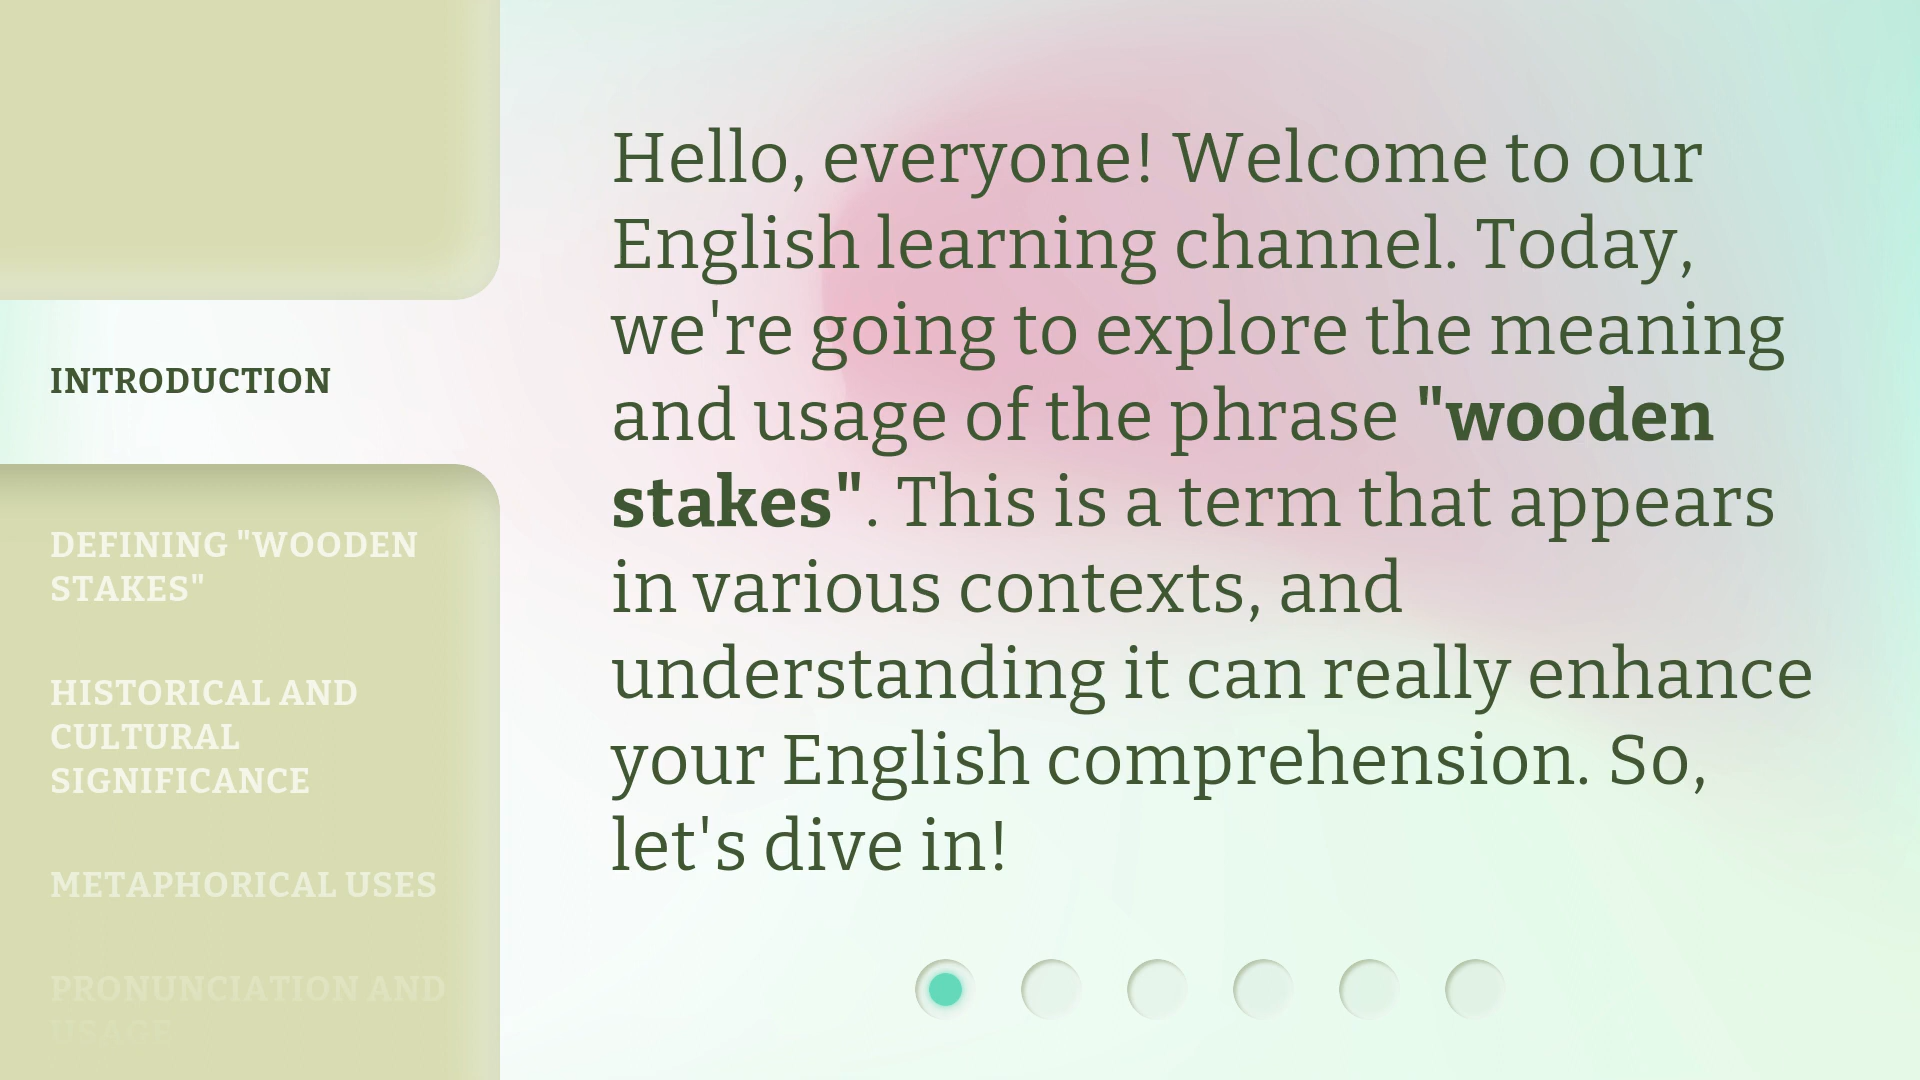 INTRODUCTION
DEFINING "WOODEN
STAKES"
HISTORICAL AND
CULTURAL
SIGNIFICANCE
METAPHORICAL USES
PRONUNCIATION AND
USAGE
Hello, everyone! Welcome to our
English learning channel. Today,
we're going to explore the meaning
and usage of the phrase "wooden
stakes". This is a term that appears
in various contexts, and
understanding it can really enhance
your English comprehension. So,
let's dive in!